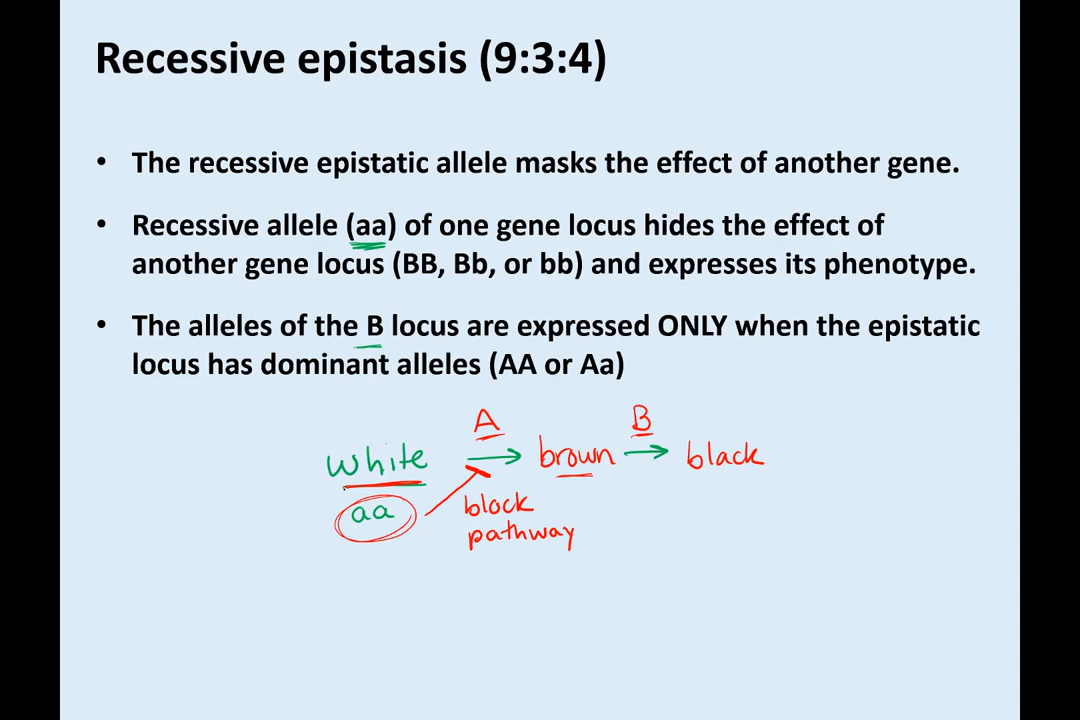 Recessive epistasis (9:3:4)
• The recessive epistatic allele masks the effect of another gene.
• Recessive allele (aa) of one gene locus hides the effect of
another gene locus (BB, Bb, or bb) and expresses its phenotype.
• The alleles of the B locus are expressed ONLY when the epistatic
locus has dominant alleles (AA or Aa)
A B
white → brown → black
aa block
pathway